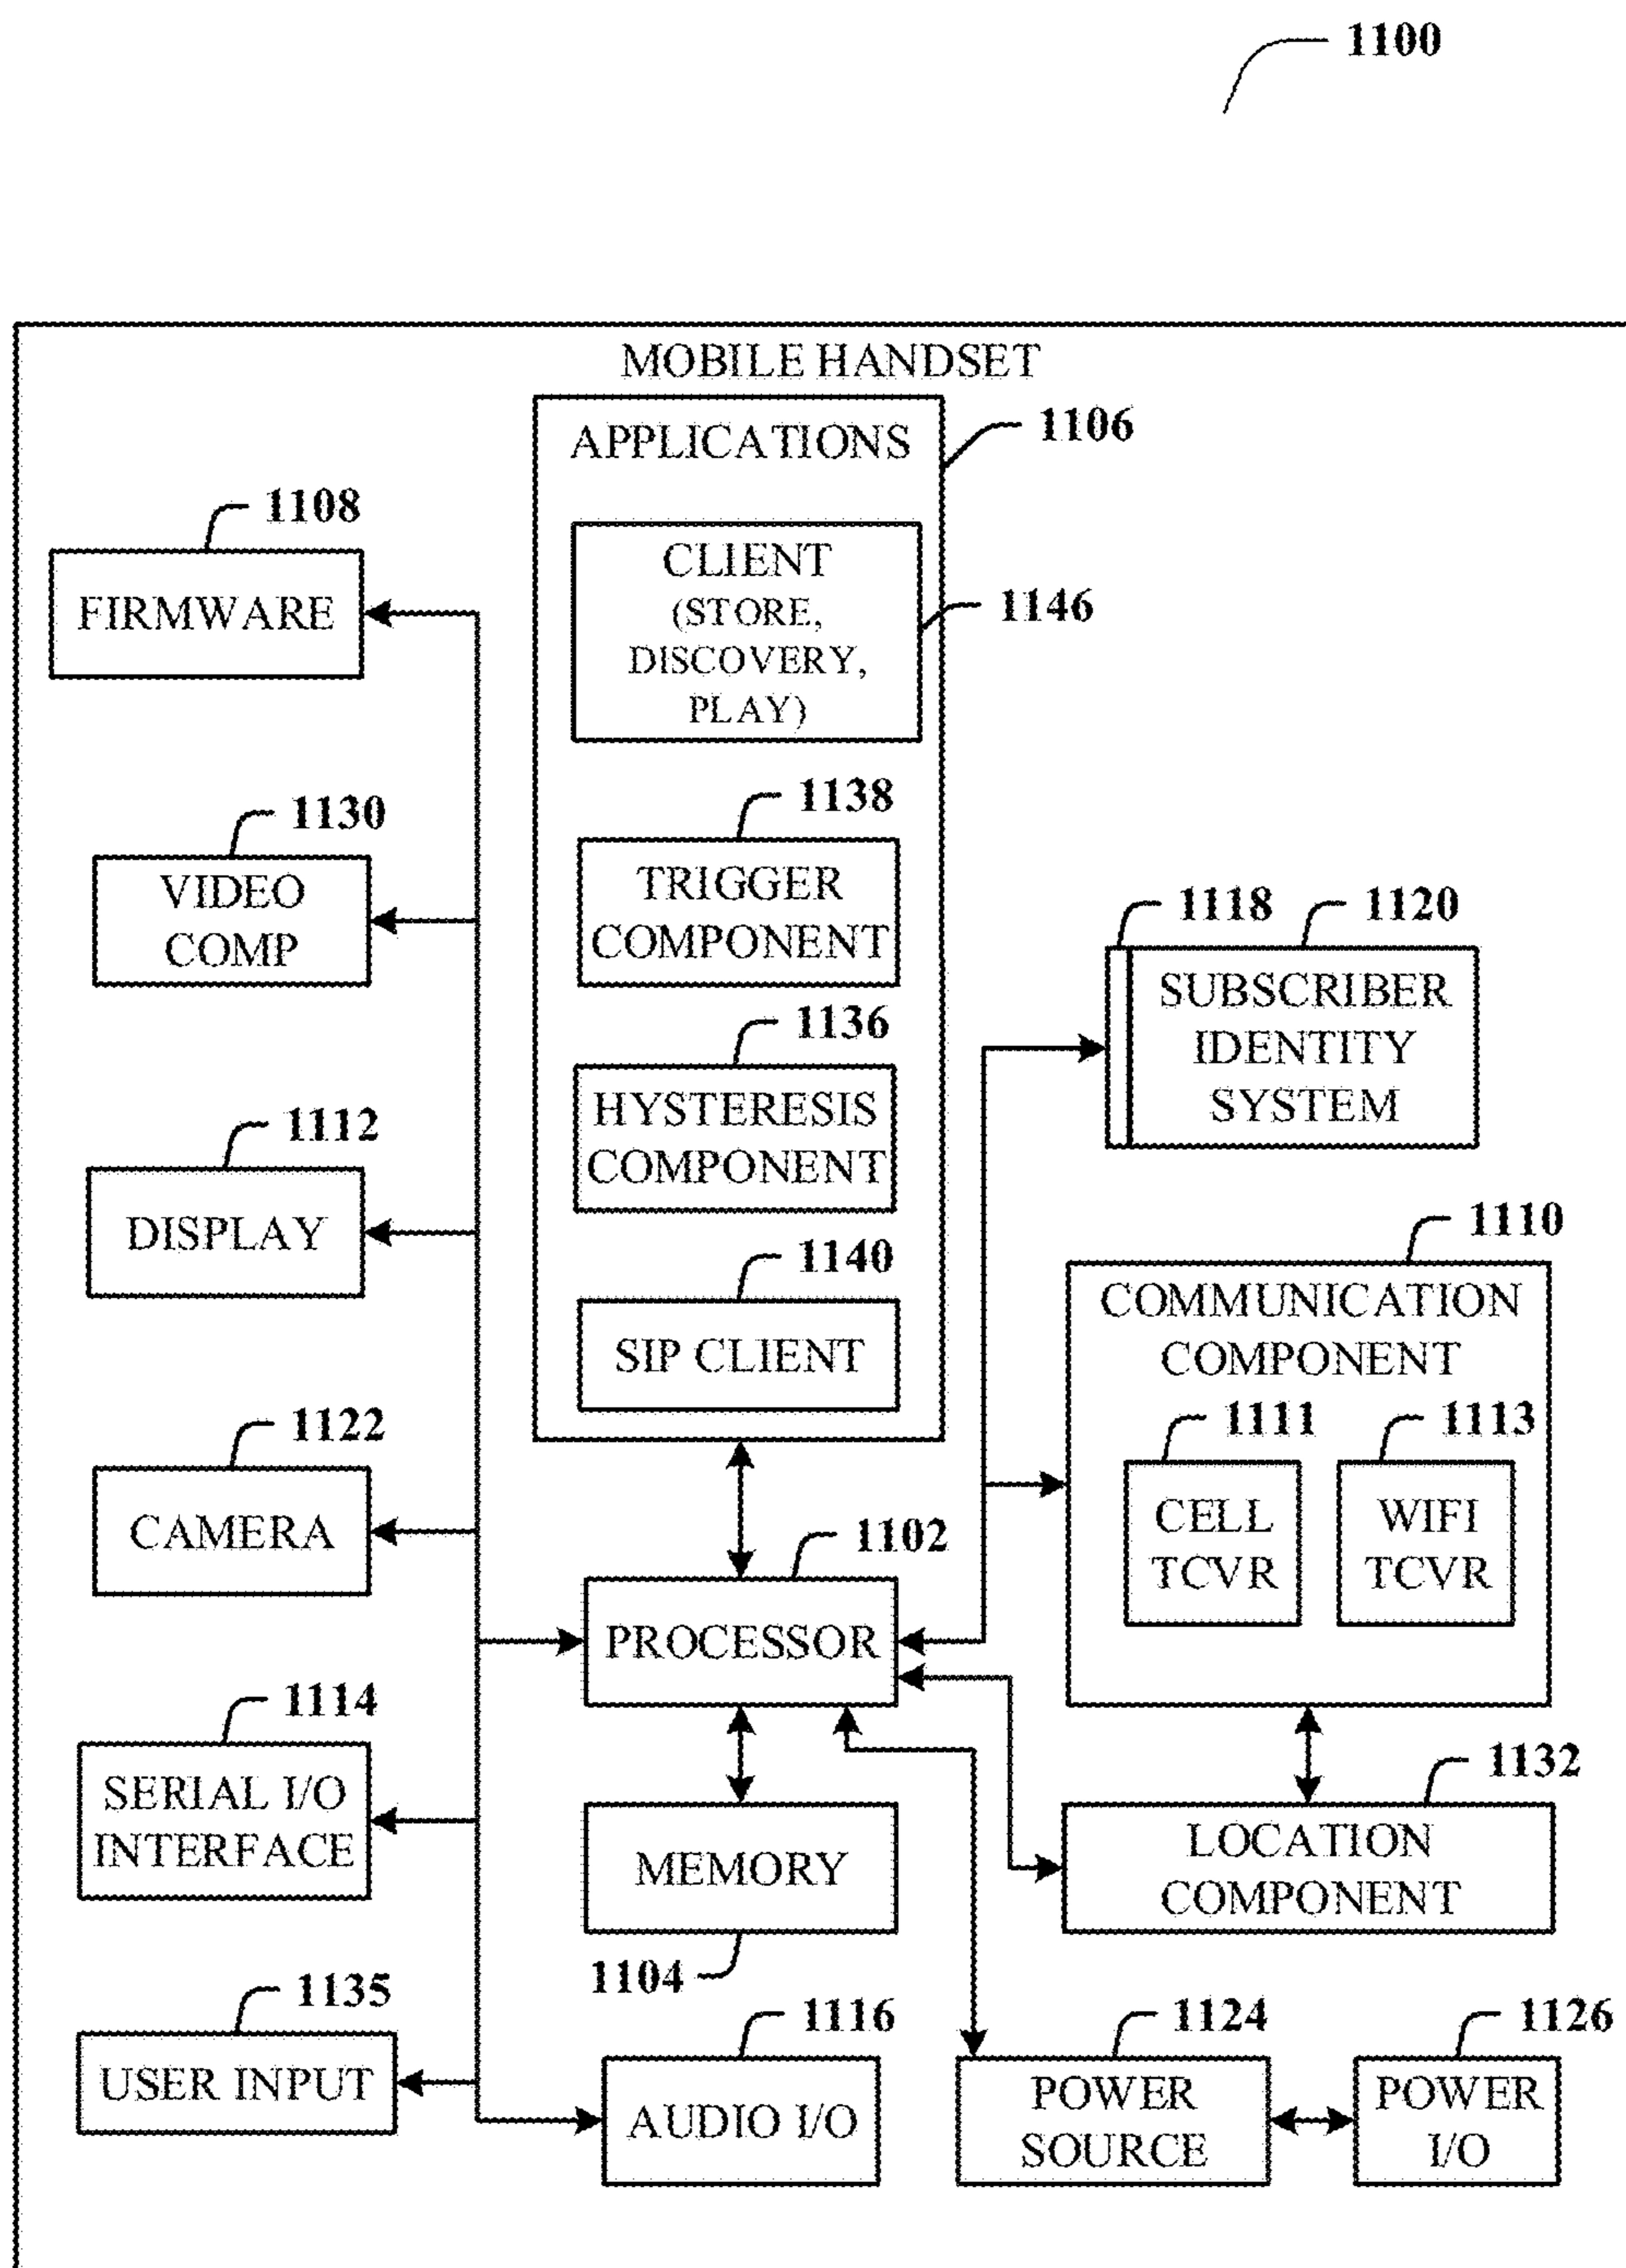 1100
MOBILE HANDSET
APPLICATIONS
1106
CLIENT
(STORE,
DISCOVERY,
PLAY)
1146
1138
TRIGGER
COMPONENT
1136
HYSTERESIS
COMPONENT
1140
SIP CLIENT
1108
FIRMWARE
1130
VIDEO
COMP
1112
DISPLAY
1122
CAMERA
1114
SERIAL I/O
INTERFACE
1135
USER INPUT
1102
PROCESSOR
MEMORY
1104
1116
AUDIO I/O
1118
1120
SUBSCRIBER
IDENTITY
SYSTEM
1110
COMMUNICATION
COMPONENT
1111
CELL
TCVR
1113
WIFI
TCVR
1132
LOCATION
COMPONENT
1124
POWER
SOURCE
1126
POWER
I/O